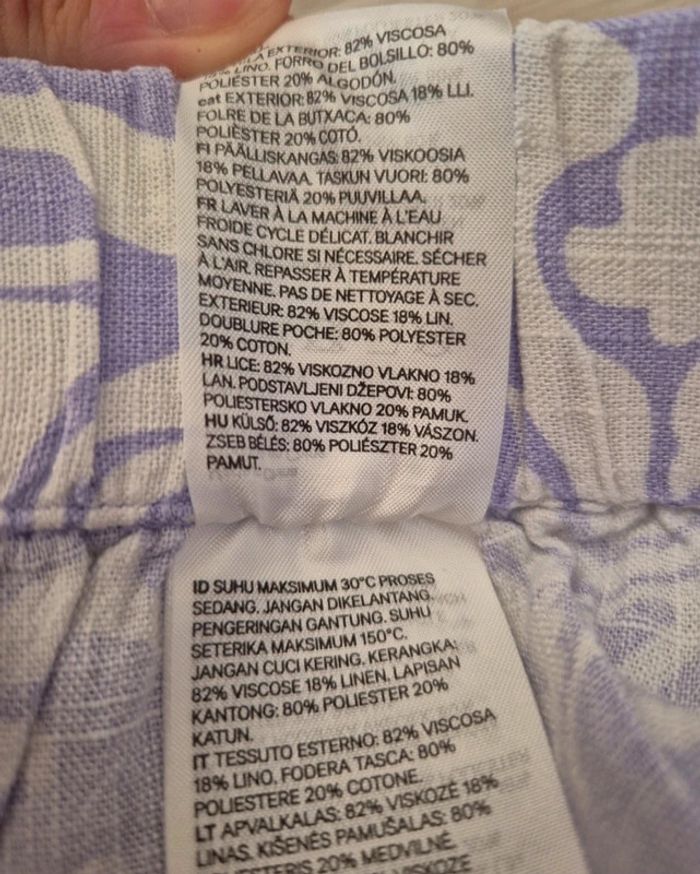 EXTERIOR: 82% VISCOSA
LINO. FORRO DEL BOLSILLO: 80%
POLIÉSTER 20% ALGODÓN.
cat EXTERIOR: 82% VISCOSA 18% LLI.
FOLRE DE LA BUTXACA: 80%
POLIÈSTER 20% COTÓ.
FI PÄÄLLISKANGAS: 82% VISKOOSIA
18% PELLAVAA. TASKUN VUORI: 80%
POLYESTERIÄ 20% PUUVILLAA.
FR LAVER À LA MACHINE À L'EAU
FROIDE CYCLE DÉLICAT. BLANCHIR
SANS CHLORE SI NÉCESSAIRE. SÉCHER
À L'AIR. REPASSER À TEMPÉRATURE
MOYENNE. PAS DE NETTOYAGE À SEC.
EXTERIEUR: 82% VISCOSE 18% LIN.
DOUBLURE POCHE: 80% POLYESTER
20% COTON.
HR LICE: 82% VISKOZNO VLAKNO 18%
LAN. PODSTAVLJENI DŽEPOVI: 80%
POLIESTERSKO VLAKNO 20% PAMUK.
HU KÜLSŐ: 82% VISZKÓZ 18% VÁSZON.
ZSEB BÉLÉS: 80% POLIÉSZTER 20%
PAMUT.
ID SUHU MAKSIMUM 30°C PROSES
SEDANG. JANGAN DIKELANTANG.
PENGERINGAN GANTUNG. SUHU
SETERIKA MAKSIMUM 150°C.
JANGAN CUCI KERING. KERANGKA:
82% VISCOSE 18% LINEN. LAPISAN
KANTONG: 80% POLIESTER 20%
KATUN.
IT TESSUTO ESTERNO: 82% VISCOSA
18% LINO. FODERA TASCA: 80%
POLIESTERE 20% COTONE.
LT APVALKALAS: 82% VISKOZĖ 18%
LINAS. KIŠENĖS PAMUŠALAS: 80%
20% MEDVILNĖ.